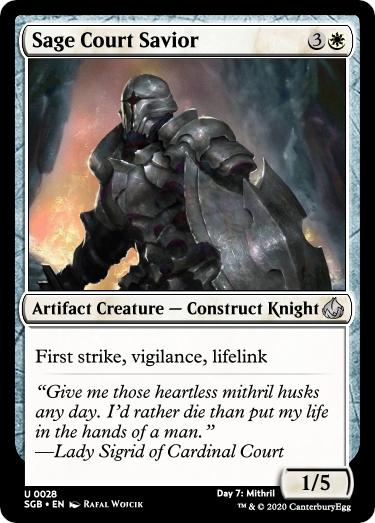 Sage Court Savior 3
Artifact Creature — Construct Knight
First strike, vigilance, lifelink
“Give me those heartless mithril husks
any day. I’d rather die than put my life
in the hands of a man.”
—Lady Sigrid of Cardinal Court
1/5
U 0028
SGB • EN Rafal Wojcik
Day 7: Mithril
™ & © 2020 CanterburyEgg